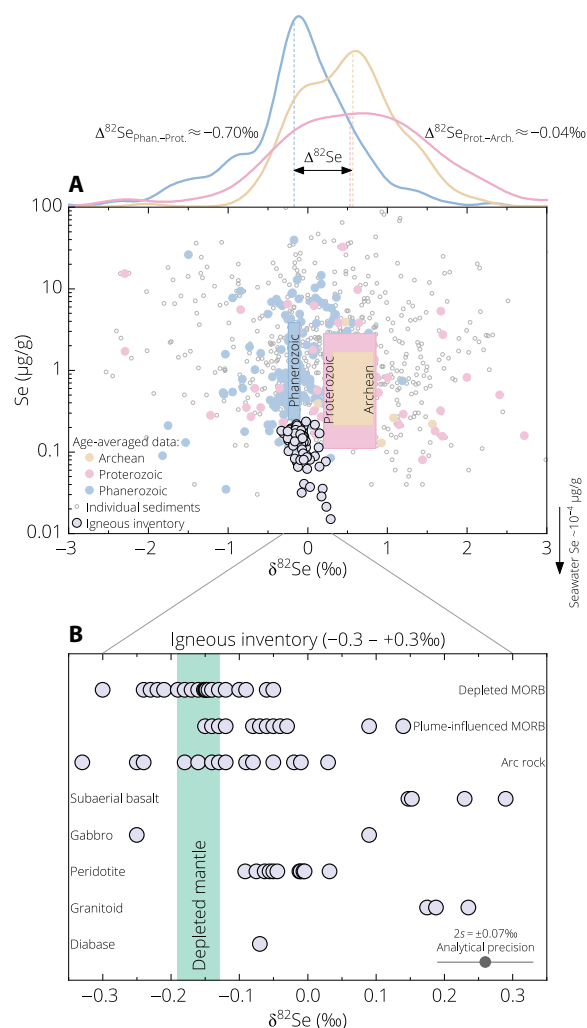 Δ⁸²Se_Phan.–Prot. ≈ −0.70‰
Δ⁸²Se_Prot.–Arch. ≈ −0.04‰
Δ⁸²Se
A
100
10
1
0.1
0.01
Se (μg/g)
Phanerozoic
Proterozoic
Archean
Age-averaged data:
Archean
Proterozoic
Phanerozoic
Individual sediments
Igneous inventory
−3
−2
−1
0
1
2
3
δ⁸²Se (‰)
Seawater Se ~10⁻⁴ μg/g
B
Igneous inventory (−0.3 – +0.3‰)
Depleted MORB
Plume-influenced MORB
Arc rock
Subaerial basalt
Gabbro
Peridotite
Granitoid
Diabase
Depleted mantle
2s = ±0.07‰
Analytical precision
−0.3
−0.2
−0.1
0.0
0.1
0.2
0.3
δ⁸²Se (‰)